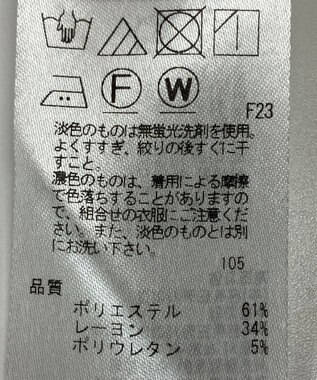 F W
F23
淡色のものは無蛍光洗剤を使用。
よくすすぎ、絞りの後すぐに干
すこと。
濃色のものは、着用による摩擦
で色落ちすることがありますの
で、組合せの衣服にご注意くださ
い。また、淡色のものとは別
にお洗い下さい。
105
品質
ポリエステル 61%
レーヨン 34%
ポリウレタン 5%